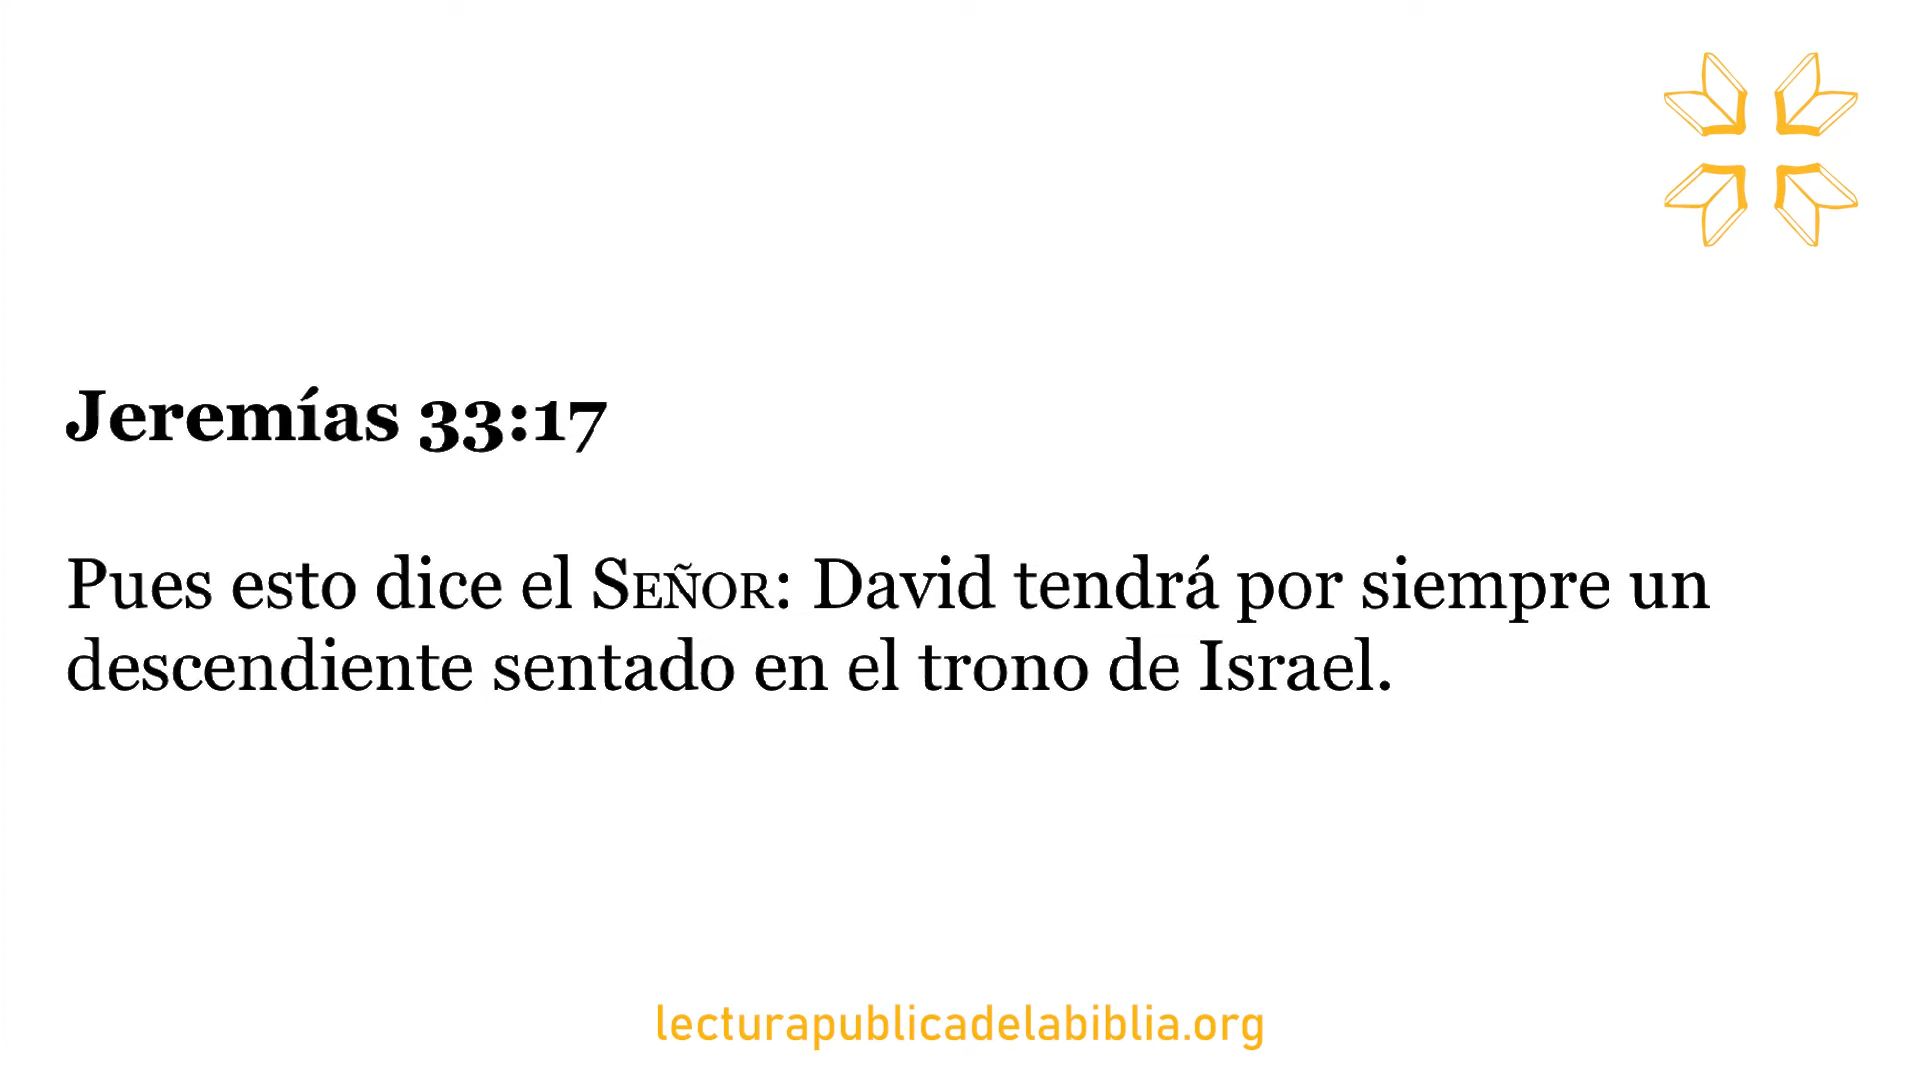 Jeremías 33:17
Pues esto dice el SEÑOR: David tendrá por siempre un
descendiente sentado en el trono de Israel.
lecturapublicadelabiblia.org